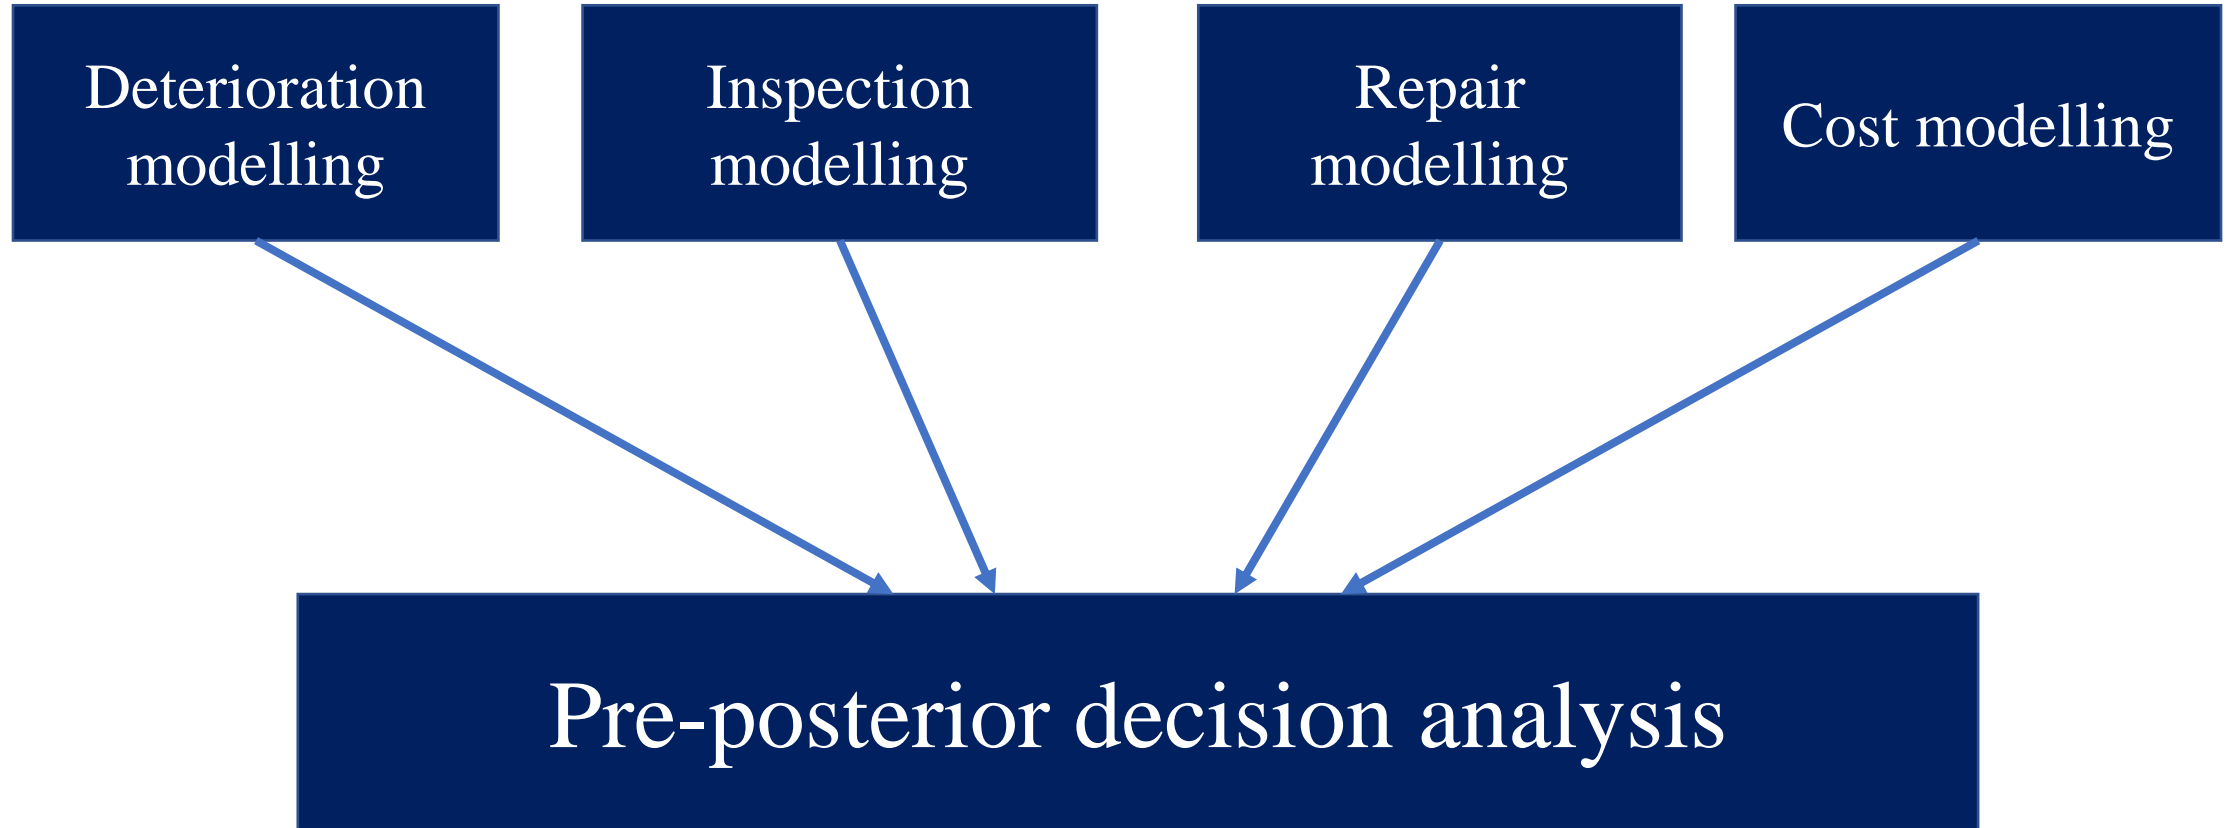 Deterioration
modelling
Inspection
modelling
Repair
modelling
Cost modelling
Pre-posterior decision analysis